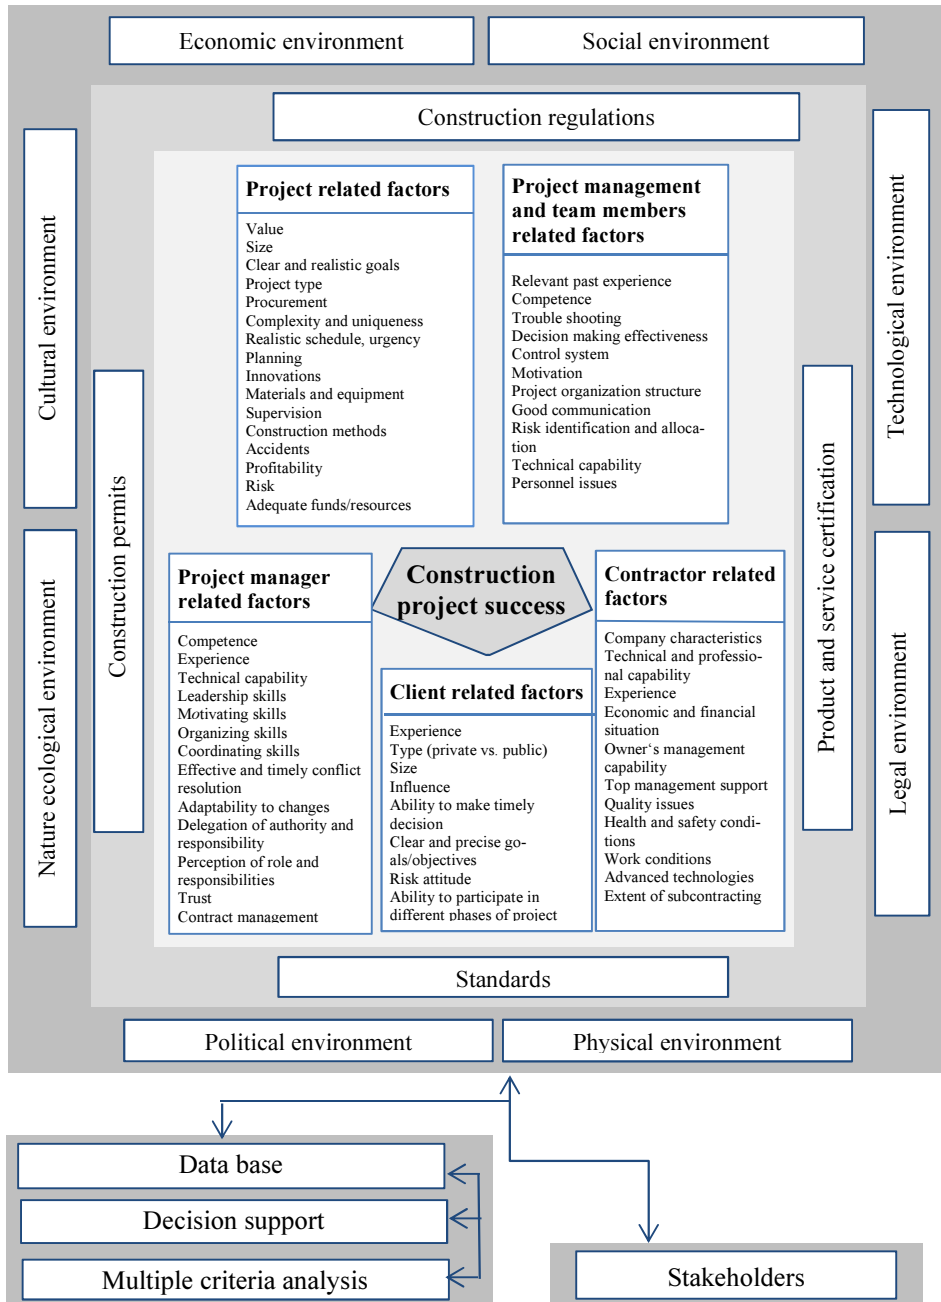 Economic environment
Social environment
Construction regulations
Cultural environment
Nature ecological environment
Construction permits
Project related factors
Value
Size
Clear and realistic goals
Project type
Procurement
Complexity and uniqueness
Realistic schedule, urgency
Planning
Innovations
Materials and equipment
Supervision
Construction methods
Accidents
Profitability
Risk
Adequate funds/resources
Project management
and team members
related factors
Relevant past experience
Competence
Trouble shooting
Decision making effectiveness
Control system
Motivation
Project organization structure
Good communication
Risk identification and alloca-
tion
Technical capability
Personnel issues
Technological environment
Legal environment
Product and service certification
Construction
project success
Project manager
related factors
Competence
Experience
Technical capability
Leadership skills
Motivating skills
Organizing skills
Coordinating skills
Effective and timely conflict
resolution
Adaptability to changes
Delegation of authority and
responsibility
Perception of role and
responsibilities
Trust
Contract management
Client related factors
Experience
Type (private vs. public)
Size
Influence
Ability to make timely
decision
Clear and precise go-
als/objectives
Risk attitude
Ability to participate in
different phases of project
Contractor related
factors
Company characteristics
Technical and professio-
nal capability
Experience
Economic and financial
situation
Owner‘s management
capability
Top management support
Quality issues
Health and safety condi-
tions
Work conditions
Advanced technologies
Extent of subcontracting
Standards
Political environment
Physical environment
Data base
Decision support
Multiple criteria analysis
Stakeholders